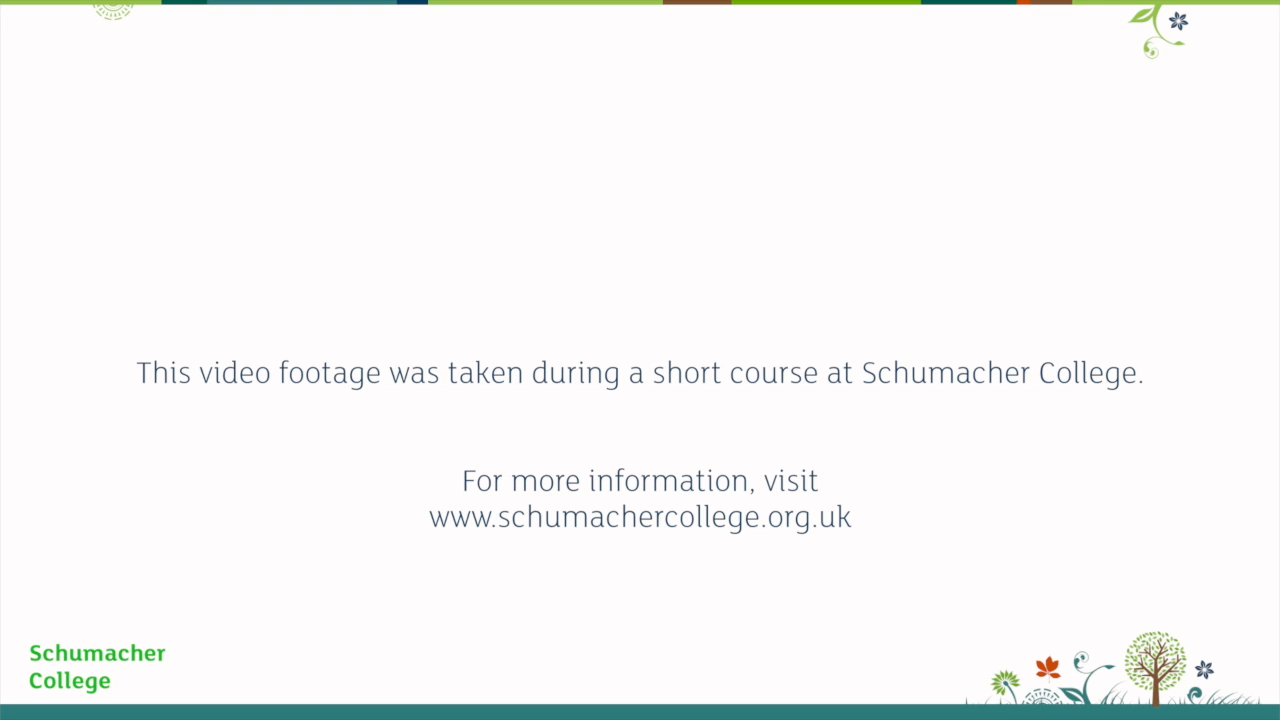 This video footage was taken during a short course at Schumacher College.
For more information, visit
www.schumachercollege.org.uk
Schumacher
College